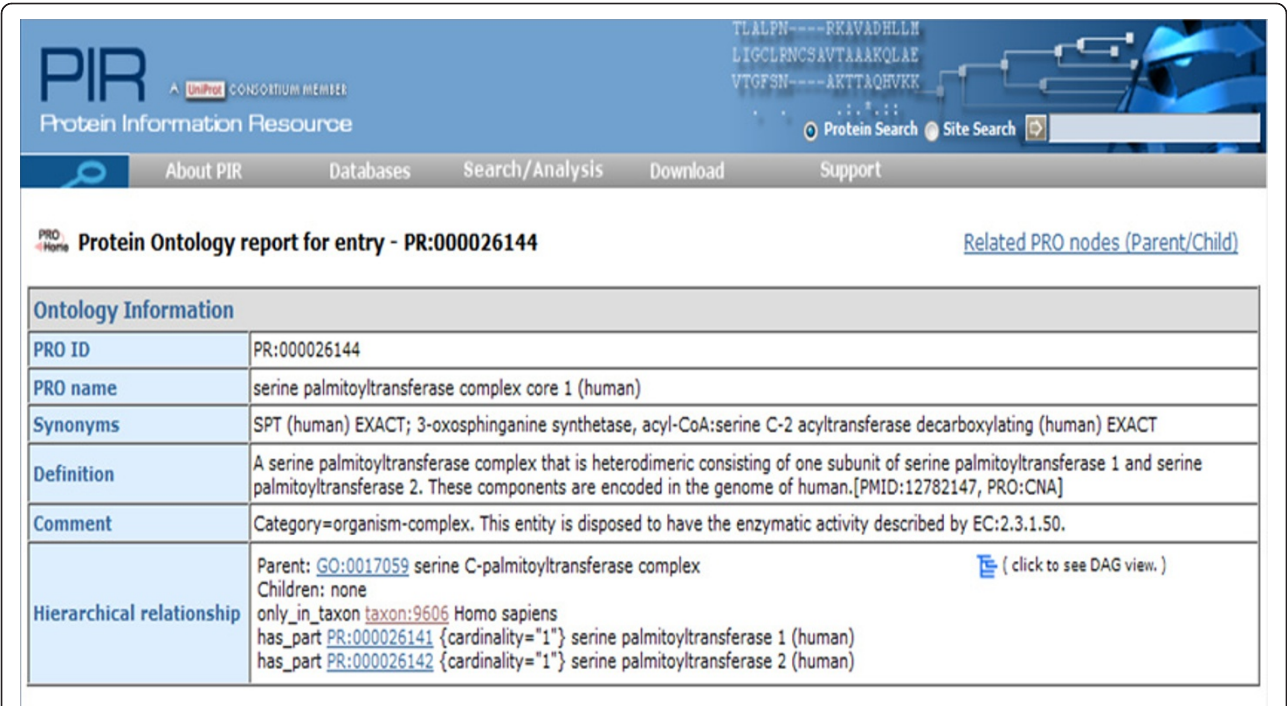 TLALPN----RKAVADHLLM
LIGCLRNCSAVTAAAKQLAE
VTGFSN----AKTTAQHVKK
PIR
A UniProt CONSORTIUM MEMBER
Protein Information Resource
Protein Search Site Search
About PIR Databases Search/Analysis Download Support
PRO Home Protein Ontology report for entry - PR:000026144 Related PRO nodes (Parent/Child)
Ontology Information
PRO ID PR:000026144
PRO name serine palmitoyltransferase complex core 1 (human)
Synonyms SPT (human) EXACT; 3-oxosphinganine synthetase, acyl-CoA:serine C-2 acyltransferase decarboxylating (human) EXACT
Definition A serine palmitoyltransferase complex that is heterodimeric consisting of one subunit of serine palmitoyltransferase 1 and serine
palmitoyltransferase 2. These components are encoded in the genome of human.[PMID:12782147, PRO:CNA]
Comment Category=organism-complex. This entity is disposed to have the enzymatic activity described by EC:2.3.1.50.
Hierarchical relationship
Parent: GO:0017059 serine C-palmitoyltransferase complex ( click to see DAG view. )
Children: none
only_in_taxon taxon:9606 Homo sapiens
has_part PR:000026141 {cardinality="1"} serine palmitoyltransferase 1 (human)
has_part PR:000026142 {cardinality="1"} serine palmitoyltransferase 2 (human)